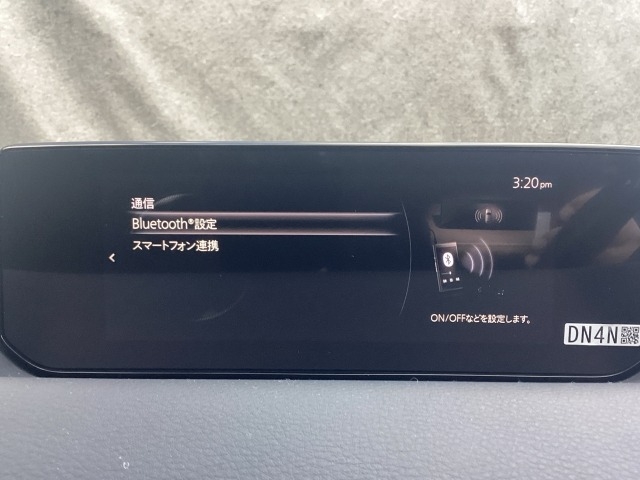 3:20pm
通信
Bluetooth®設定
スマートフォン連携
ON/OFFなどを設定します。
DN4N